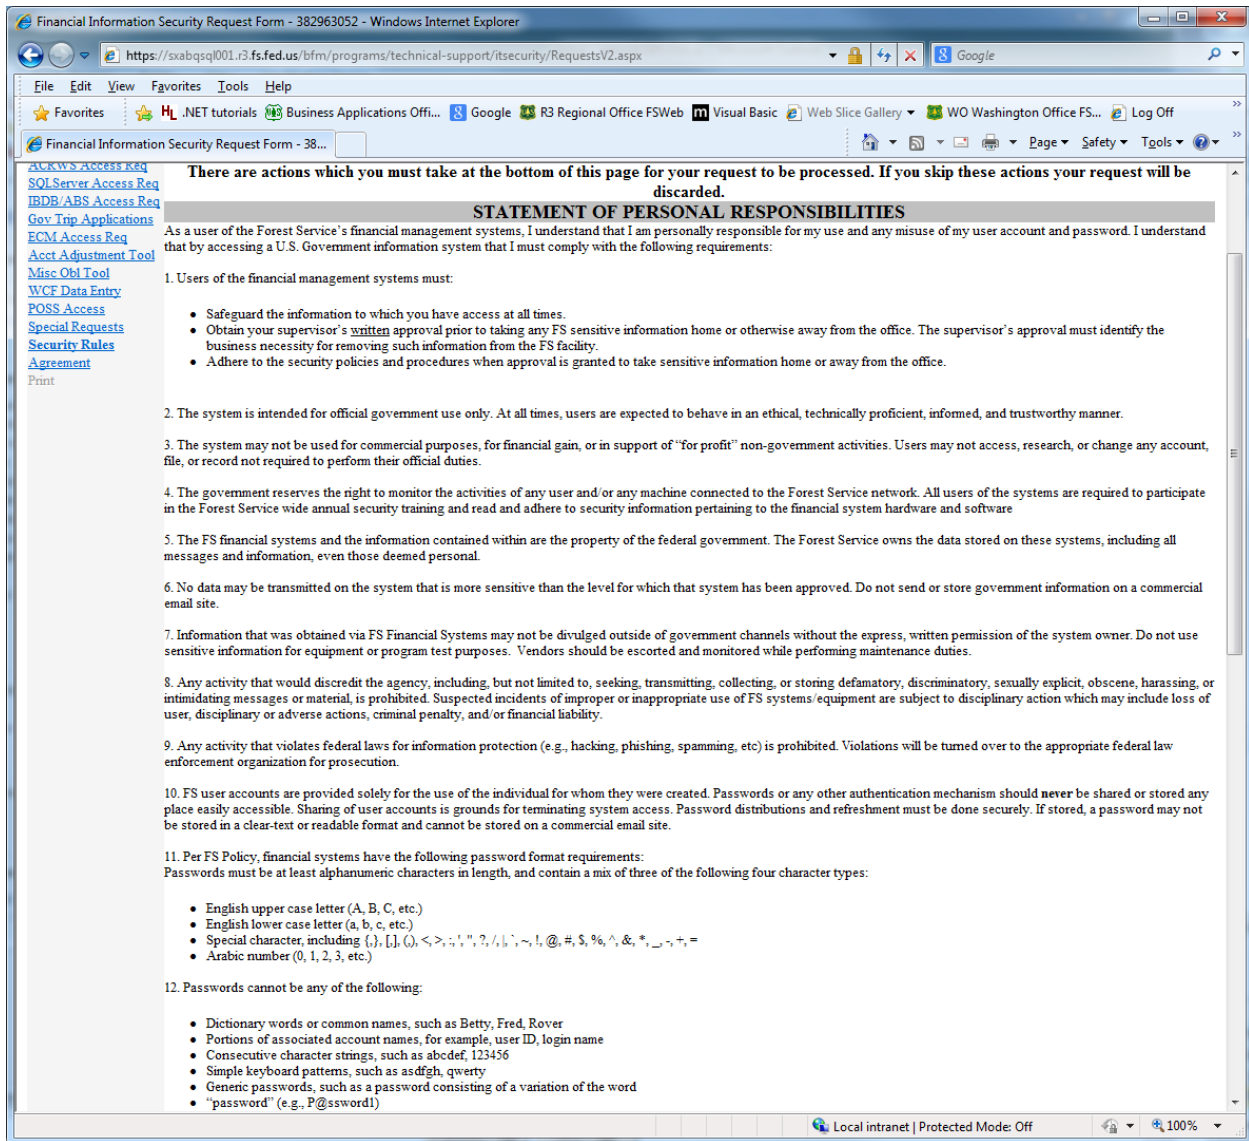 Financial Information Security Request Form - 382963052 - Windows Internet Explorer
https://sxabqsql001.r3.fs.fed.us/bfm/programs/technical-support/itsecurity/RequestsV2.aspx
Google
File Edit View Favorites Tools Help
Favorites HL .NET tutorials Business Applications Offi... Google R3 Regional Office FSWeb m Visual Basic Web Slice Gallery WO Washington Office FS... Log Off
Financial Information Security Request Form - 38...
Page Safety Tools
ACRWS Access Req
SQLServer Access Req
IBDB/ABS Access Req
Gov Trip Applications
ECM Access Req
Acct Adjustment Tool
Misc Obl Tool
WCF Data Entry
POSS Access
Special Requests
Security Rules
Agreement
Print
There are actions which you must take at the bottom of this page for your request to be processed. If you skip these actions your request will be
discarded.
STATEMENT OF PERSONAL RESPONSIBILITIES
As a user of the Forest Service's financial management systems, I understand that I am personally responsible for my use and any misuse of my user account and password. I understand
that by accessing a U.S. Government information system that I must comply with the following requirements:
1. Users of the financial management systems must:
• Safeguard the information to which you have access at all times.
• Obtain your supervisor's written approval prior to taking any FS sensitive information home or otherwise away from the office. The supervisor's approval must identify the
business necessity for removing such information from the FS facility.
• Adhere to the security policies and procedures when approval is granted to take sensitive information home or away from the office.
2. The system is intended for official government use only. At all times, users are expected to behave in an ethical, technically proficient, informed, and trustworthy manner.
3. The system may not be used for commercial purposes, for financial gain, or in support of “for profit” non-government activities. Users may not access, research, or change any account,
file, or record not required to perform their official duties.
4. The government reserves the right to monitor the activities of any user and/or any machine connected to the Forest Service network. All users of the systems are required to participate
in the Forest Service wide annual security training and read and adhere to security information pertaining to the financial system hardware and software
5. The FS financial systems and the information contained within are the property of the federal government. The Forest Service owns the data stored on these systems, including all
messages and information, even those deemed personal.
6. No data may be transmitted on the system that is more sensitive than the level for which that system has been approved. Do not send or store government information on a commercial
email site.
7. Information that was obtained via FS Financial Systems may not be divulged outside of government channels without the express, written permission of the system owner. Do not use
sensitive information for equipment or program test purposes. Vendors should be escorted and monitored while performing maintenance duties.
8. Any activity that would discredit the agency, including, but not limited to, seeking, transmitting, collecting, or storing defamatory, discriminatory, sexually explicit, obscene, harassing, or
intimidating messages or material, is prohibited. Suspected incidents of improper or inappropriate use of FS systems/equipment are subject to disciplinary action which may include loss of
user, disciplinary or adverse actions, criminal penalty, and/or financial liability.
9. Any activity that violates federal laws for information protection (e.g., hacking, phishing, spamming, etc) is prohibited. Violations will be turned over to the appropriate federal law
enforcement organization for prosecution.
10. FS user accounts are provided solely for the use of the individual for whom they were created. Passwords or any other authentication mechanism should never be shared or stored any
place easily accessible. Sharing of user accounts is grounds for terminating system access. Password distributions and refreshment must be done securely. If stored, a password may not
be stored in a clear-text or readable format and cannot be stored on a commercial email site.
11. Per FS Policy, financial systems have the following password format requirements:
Passwords must be at least alphanumeric characters in length, and contain a mix of three of the following four character types:
• English upper case letter (A, B, C, etc.)
• English lower case letter (a, b, c, etc.)
• Special character, including {,}, [,], (,), <, >, :, ', ", ?, /, |, `, ~, !, @, #, $, %, ^, &, *, _, -, +, =
• Arabic number (0, 1, 2, 3, etc.)
12. Passwords cannot be any of the following:
• Dictionary words or common names, such as Betty, Fred, Rover
• Portions of associated account names, for example, user ID, login name
• Consecutive character strings, such as abcdef, 123456
• Simple keyboard patterns, such as asdfgh, qwerty
• Generic passwords, such as a password consisting of a variation of the word
• “password” (e.g., P@ssword1)
Local intranet | Protected Mode: Off
100%